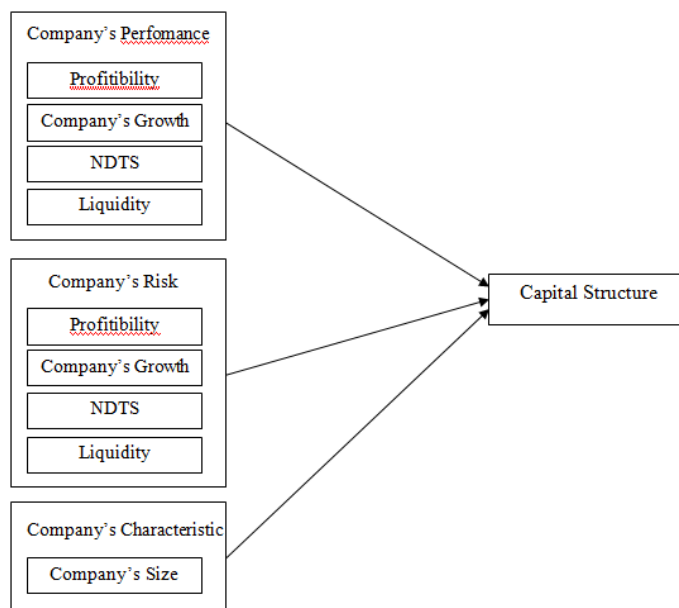 Company's Perfomance
Profitibility
Company's Growth
NDTS
Liquidity
Company's Risk
Profitibility
Company's Growth
NDTS
Liquidity
Company's Characteristic
Company's Size
Capital Structure